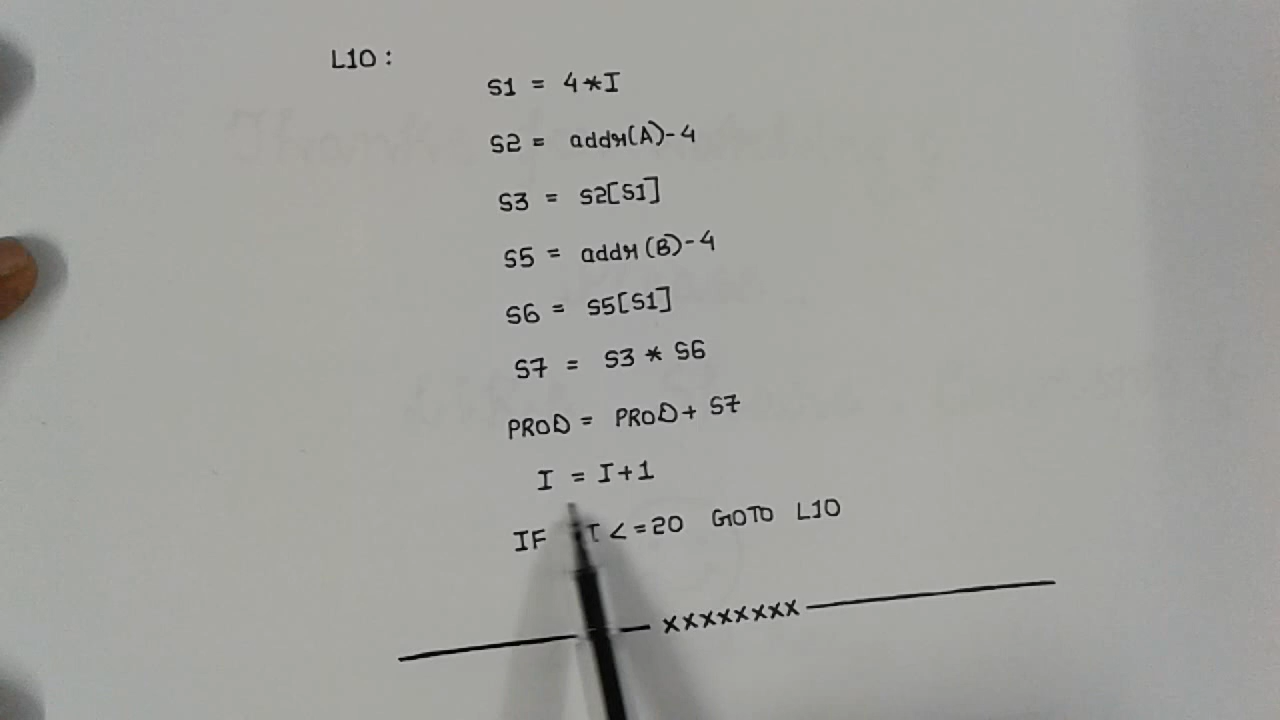 L10 :
S1 = 4*I
S2 = addr(A)-4
S3 = S2[S1]
S5 = addr(B)-4
S6 = S5[S1]
S7 = S3 * S6
PROD = PROD + S7
I = I+1
IF I <= 20 GOTO L10
xxxxxxxx